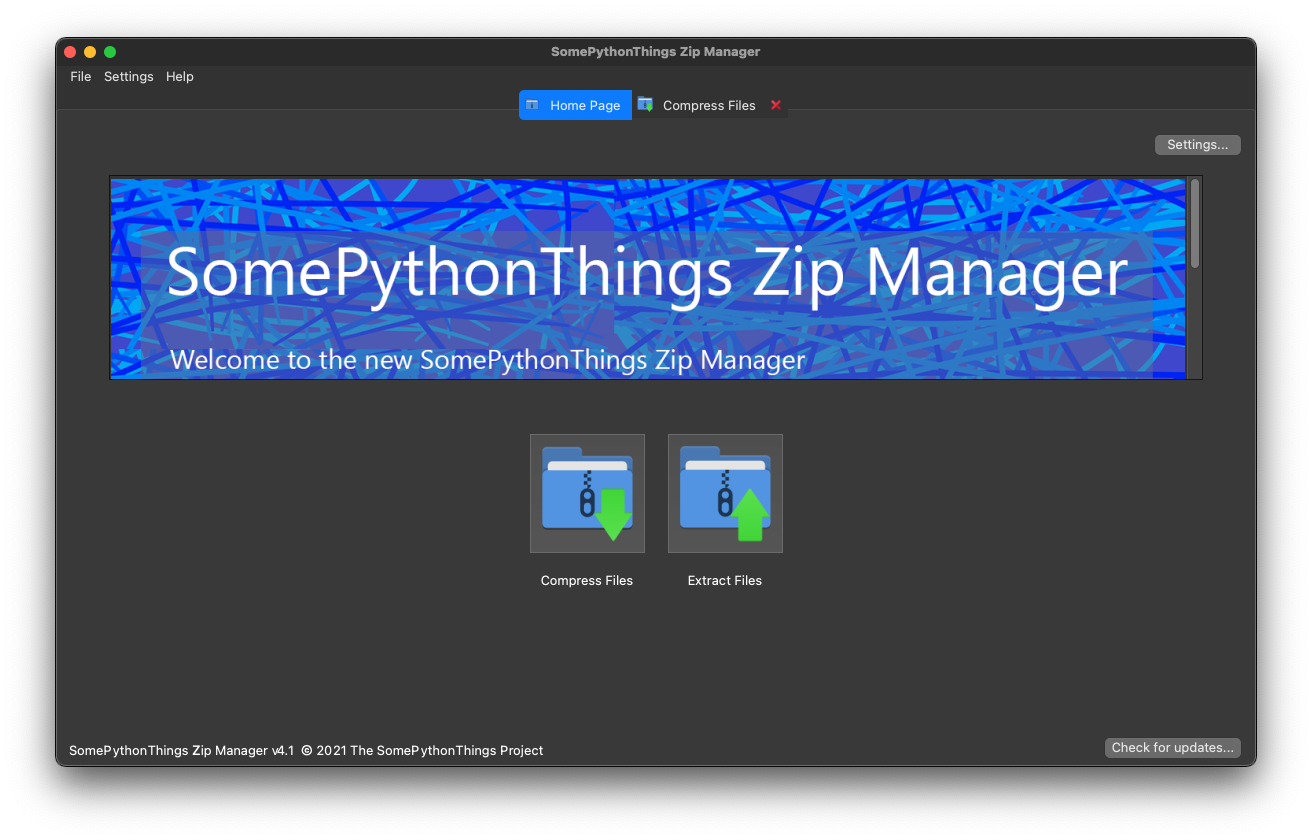 SomePythonThings Zip Manager
File Settings Help
Home Page Compress Files
Settings...
SomePythonThings Zip Manager
Welcome to the new SomePythonThings Zip Manager
Compress Files Extract Files
SomePythonThings Zip Manager v4.1 © 2021 The SomePythonThings Project
Check for updates...